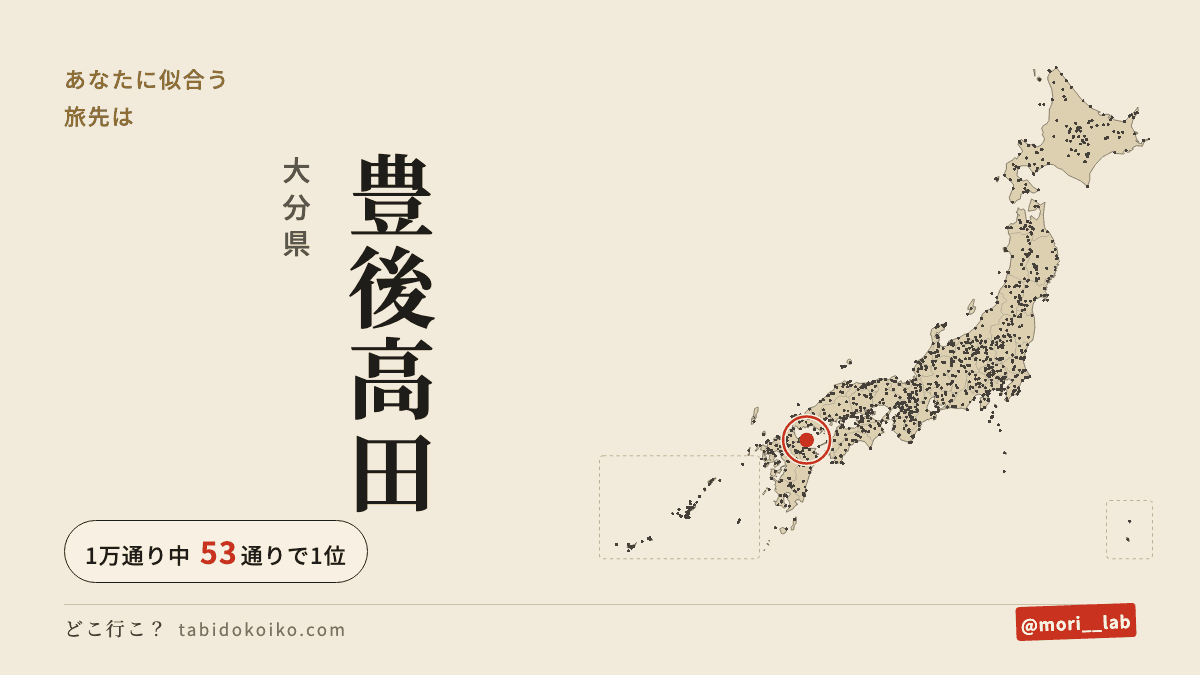 あなたに似合う
旅先は
豊後高田
大分県
1万通り中 53通りで1位
どこ行こ？ tabidokoiko.com
@mori__lab